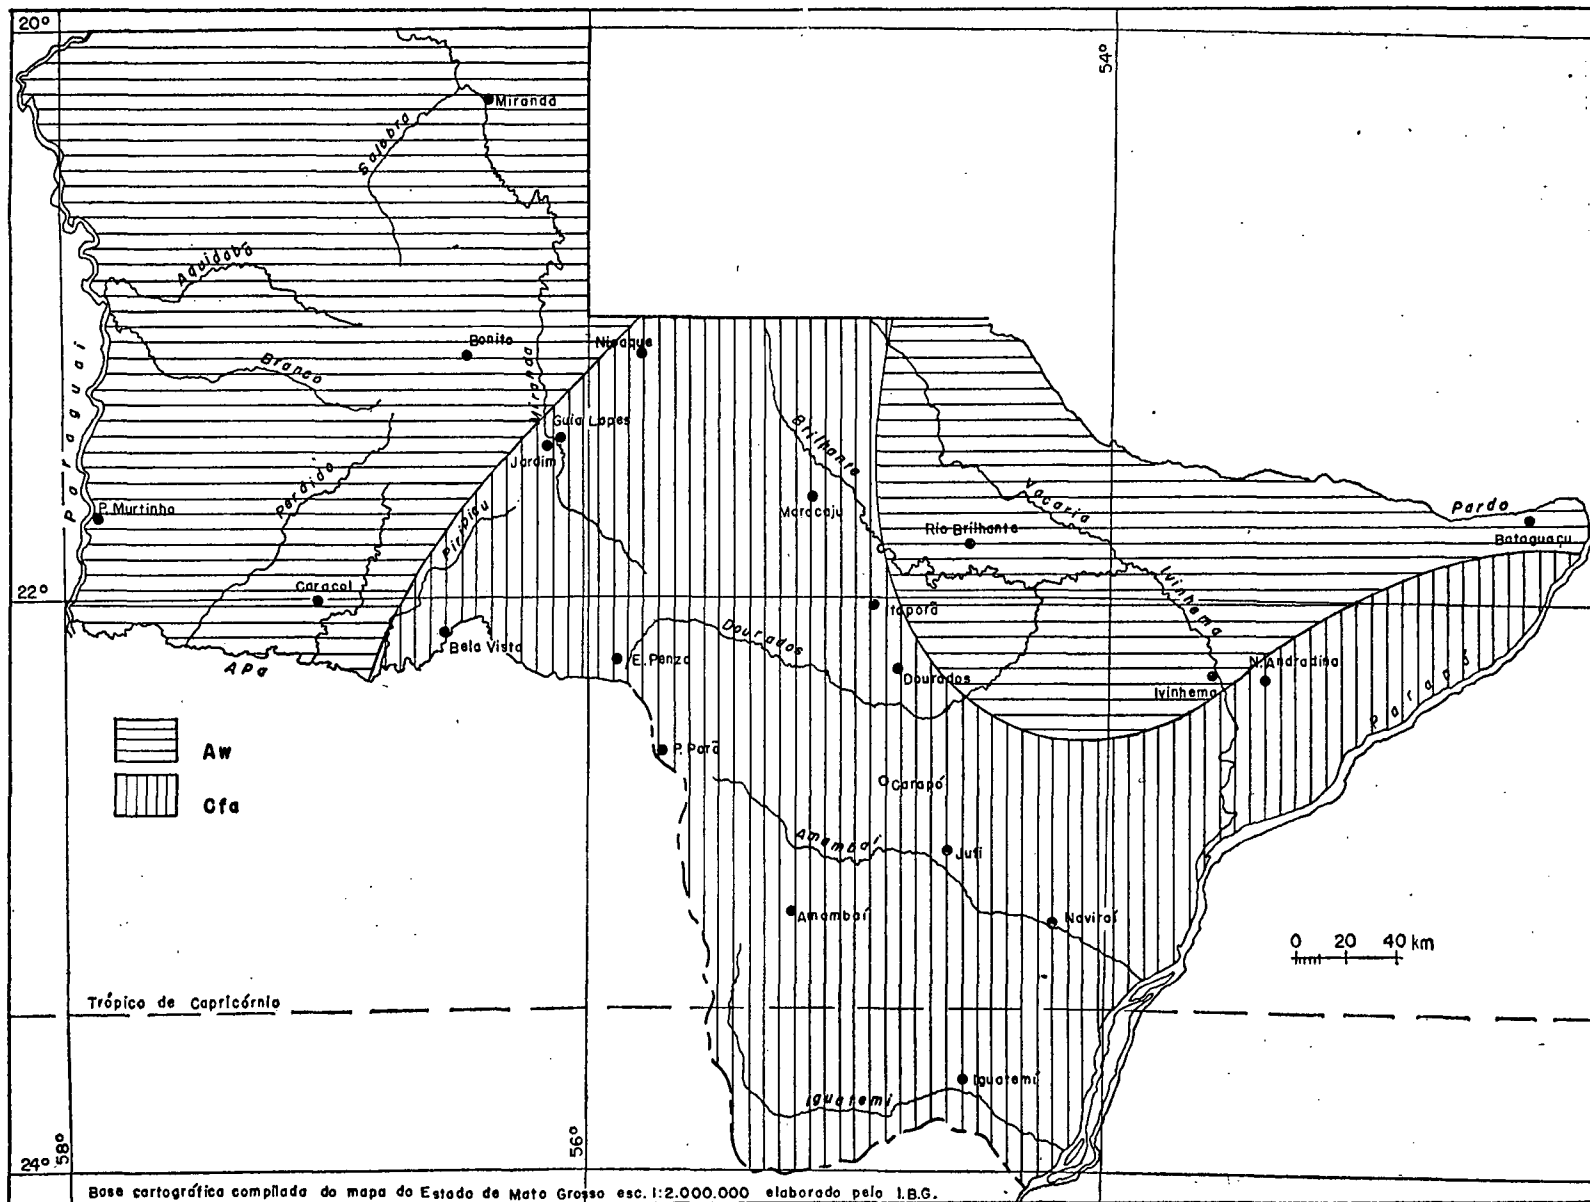 20°
54°
Miranda
Salobra
Aquidabã
Bonito
Nioaque
Miranda
Branco
Guia Lopes
Jardim
Brilhante
Paraguai
Perdido
Piripicu
Maracaju
Vacaria
Pardo
P. Murtinho
Rio Brilhante
Bataguaçu
Ivinhema
22°
Caracol
Itaporã
Dourados
Bela Vista
APa
E. Penzo
Dourados
N. Andradina
Ivinhema
Paraná
P. Porã
Aw
Cfa
Carapó
Amambaí
Juti
Amambaí
Naviraí
0 20 40 km
Trópico de Capricórnio
Iguatemí
Iguatemi
24°
58°
56°
Base cartográfica compilada do mapa do Estado de Mato Grosso esc. 1:2.000.000 elaborado pelo I.B.G.